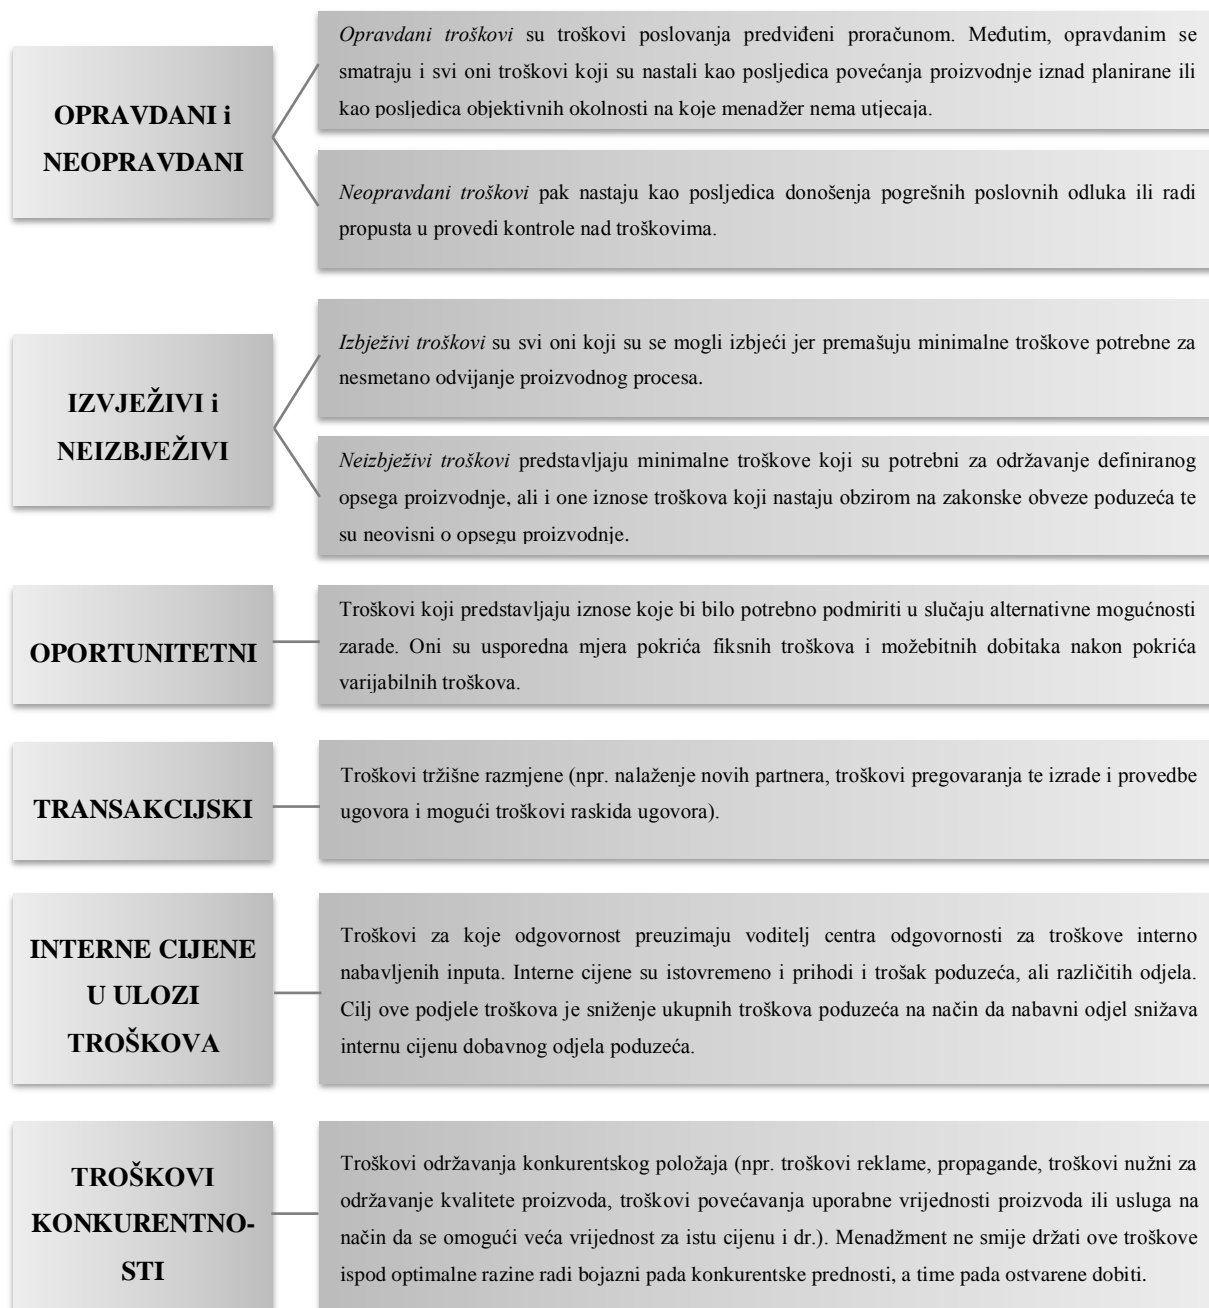 OPRAVDANI i
NEOPRAVDANI
Opravdani troškovi su troškovi poslovanja predviđeni proračunom. Međutim, opravdanim se
smatraju i svi oni troškovi koji su nastali kao posljedica povećanja proizvodnje iznad planirane ili
kao posljedica objektivnih okolnosti na koje menadžer nema utjecaja.
Neopravdani troškovi pak nastaju kao posljedica donošenja pogrešnih poslovnih odluka ili radi
propusta u provedi kontrole nad troškovima.
IZVJEŽIVI i
NEIZBJEŽIVI
Izbježivi troškovi su svi oni koji su se mogli izbjeći jer premašuju minimalne troškove potrebne za
nesmetano odvijanje proizvodnog procesa.
Neizbježivi troškovi predstavljaju minimalne troškove koji su potrebni za održavanje definiranog
opsega proizvodnje, ali i one iznose troškova koji nastaju obzirom na zakonske obveze poduzeća te
su neovisni o opsegu proizvodnje.
OPORTUNITETNI
Troškovi koji predstavljaju iznose koje bi bilo potrebno podmiriti u slučaju alternativne mogućnosti
zarade. Oni su usporedna mjera pokrića fiksnih troškova i možebitnih dobitaka nakon pokrića
varijabilnih troškova.
TRANSAKCIJSKI
Troškovi tržišne razmjene (npr. nalaženje novih partnera, troškovi pregovaranja te izrade i provedbe
ugovora i mogući troškovi raskida ugovora).
INTERNE CIJENE
U ULOZI
TROŠKOVA
Troškovi za koje odgovornost preuzimaju voditelj centra odgovornosti za troškove interno
nabavljenih inputa. Interne cijene su istovremeno i prihodi i trošak poduzeća, ali različitih odjela.
Cilj ove podjele troškova je sniženje ukupnih troškova poduzeća na način da nabavni odjel snižava
internu cijenu dobavnog odjela poduzeća.
TROŠKOVI
KONKURENTNO-
STI
Troškovi održavanja konkurentskog položaja (npr. troškovi reklame, propagande, troškovi nužni za
održavanje kvalitete proizvoda, troškovi povećavanja uporabne vrijednosti proizvoda ili usluga na
način da se omogući veća vrijednost za istu cijenu i dr.). Menadžment ne smije držati ove troškove
ispod optimalne razine radi bojazni pada konkurentske prednosti, a time pada ostvarene dobiti.